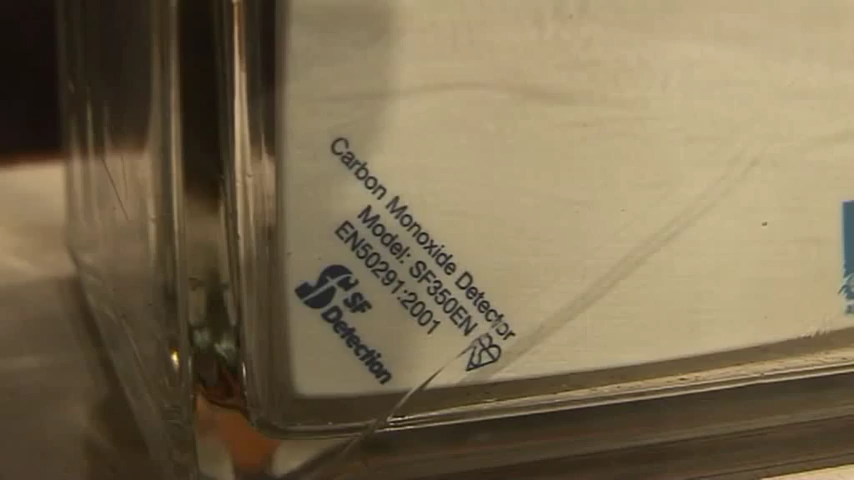 Carbon Monoxide Detector
Model: SF350EN
EN50291:2001
SF
Detection